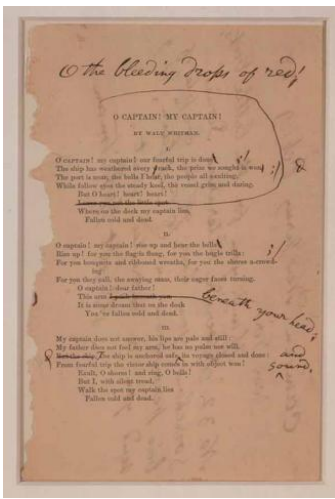 O the bleeding drops of red!
O CAPTAIN! MY CAPTAIN!
BY WALT WHITMAN.
I.
O CAPTAIN! my captain! our fearful trip is done
The ship has weathered every the prize we sought is won
The port is near, the bells I hear, the people all exulting,
While follow eyes the steady keel, the vessel grim and daring.
But O heart! heart! heart!
Leave you not the little spot
Where on the deck my captain lies,
Fallen cold and dead.
II.
O captain! my captain! rise up and hear the bells
Rise up! for you the flag is flung, for you the bugle trills:
For you bouquets and ribboned wreaths, for you the shores a-crowd-
ing:
For you they call, the swaying mass, their eager faces turning.
O captain! dear father!
This arm
It is some dream that on the deck
You 've fallen cold and dead.
beneath your head;
III.
My captain does not answer, his lips are pale and still:
My father does not feel my arm, he has no pulse nor will.
ship is anchored safe, its voyage closed and done:
and sound.
From fearful trip the victor ship comes in with object won!
Exult, O shores! and ring, O bells!
But I, with silent tread,
Walk the spot my captain lies
Fallen cold and dead.